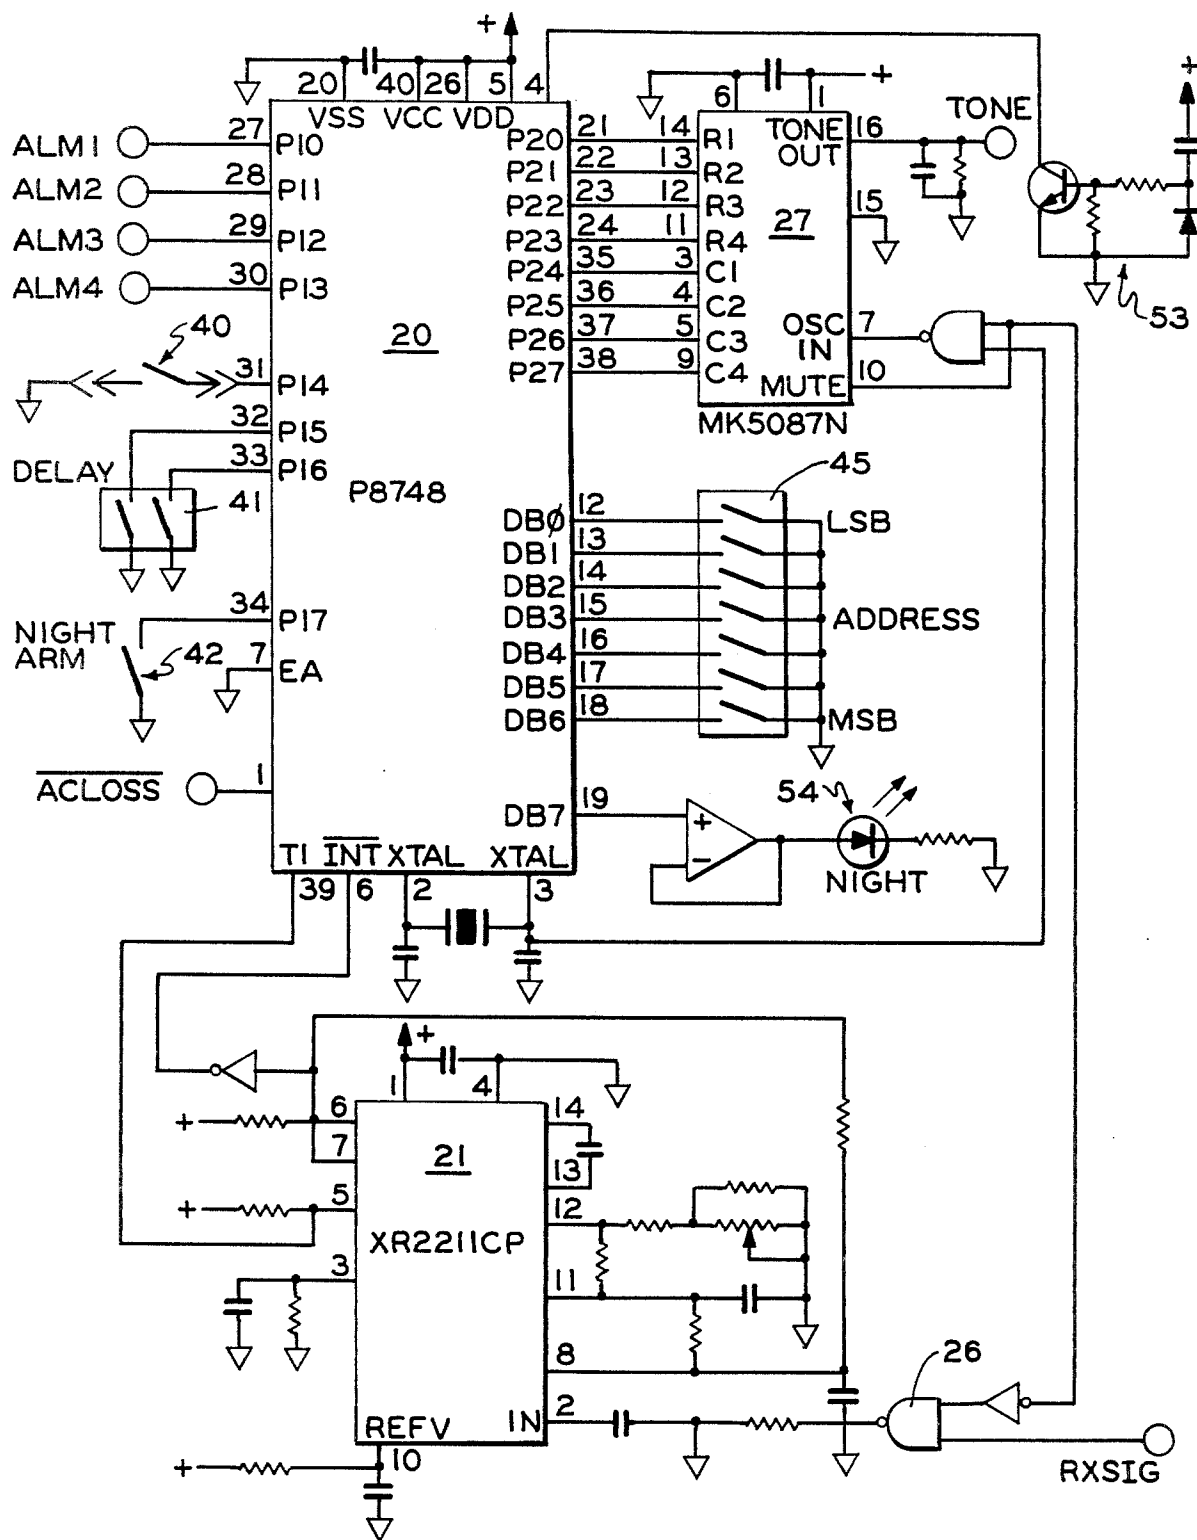 +
20 40 26 5 4
6 1 +
+
VSS VCC VDD
ALM1 27 P10
P20 21 14 R1 TONE OUT 16 TONE
ALM2 28 P11
P21 22 13 R2
ALM3 29 P12
P22 23 12 R3 27 15
ALM4 30 P13
P23 24 11 R4
P24 35 3 C1
53
40
20
P25 36 4 C2 OSC IN 7
P26 37 5 C3
31 P14
P27 38 9 C4 MUTE 10
32 P15
MK5087N
DELAY 33 P16
45
41
P8748
DBØ 12 LSB
DB1 13
DB2 14
34 P17
DB3 15 ADDRESS
NIGHT
ARM 42
7 EA
DB4 16
DB5 17
DB6 18 MSB
ACLOSS 1
54
DB7 19 + −
NIGHT
T1 INT XTAL XTAL
39 6 2 3
+
1 4
+ 6
14
7
21
13
+ 5
12
XR2211CP
3
11
8
26
REFV IN 2
+ 10
RXSIG